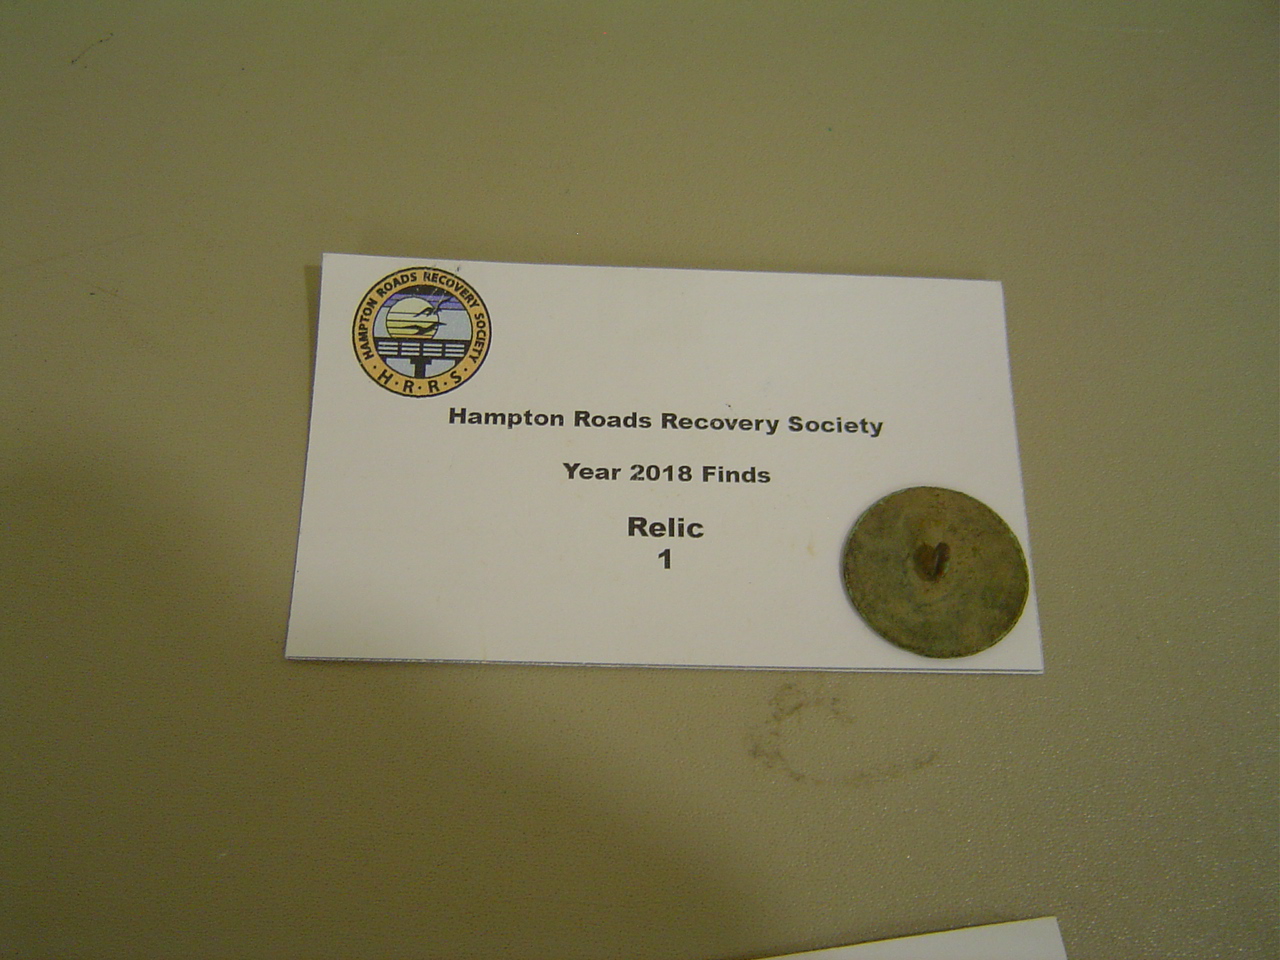 HAMPTON ROADS RECOVERY SOCIETY
· H · R · R · S ·
Hampton Roads Recovery Society
Year 2018 Finds
Relic
1